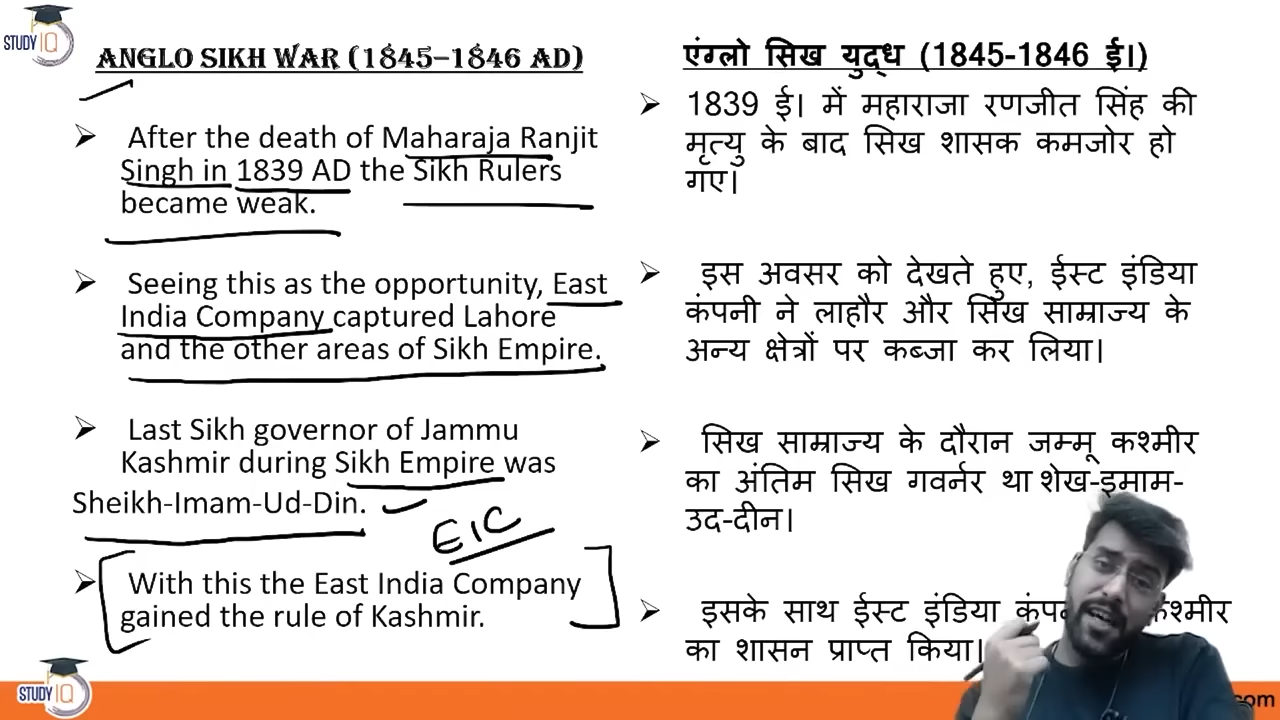 STUDY IQ
ANGLO SIKH WAR (1845–1846 AD)
➢ After the death of Maharaja Ranjit
Singh in 1839 AD the Sikh Rulers
became weak.
➢ Seeing this as the opportunity, East
India Company captured Lahore
and the other areas of Sikh Empire.
➢ Last Sikh governor of Jammu
Kashmir during Sikh Empire was
Sheikh-Imam-Ud-Din.
EIC
➢ With this the East India Company
gained the rule of Kashmir.
एंग्लो सिख युद्ध (1845-1846 ई।)
➢ 1839 ई। में महाराजा रणजीत सिंह की
मृत्यु के बाद सिख शासक कमजोर हो
गए।
➢ इस अवसर को देखते हुए, ईस्ट इंडिया
कंपनी ने लाहौर और सिख साम्राज्य के
अन्य क्षेत्रों पर कब्जा कर लिया।
➢ सिख साम्राज्य के दौरान जम्मू कश्मीर
का अंतिम सिख गवर्नर था शेख-इमाम-
उद-दीन।
➢ इसके साथ ईस्ट इंडिया
का शासन प्राप्त किया।
STUDY IQ
com